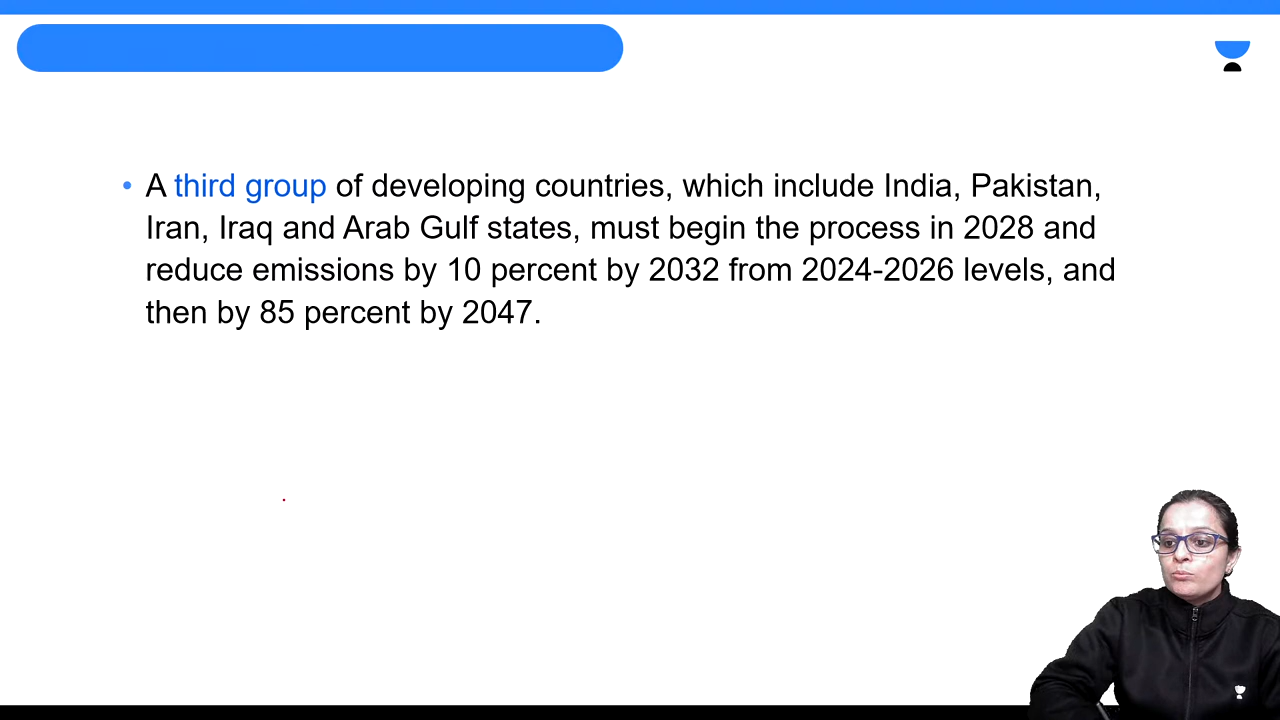 • A third group of developing countries, which include India, Pakistan,
Iran, Iraq and Arab Gulf states, must begin the process in 2028 and
reduce emissions by 10 percent by 2032 from 2024-2026 levels, and
then by 85 percent by 2047.